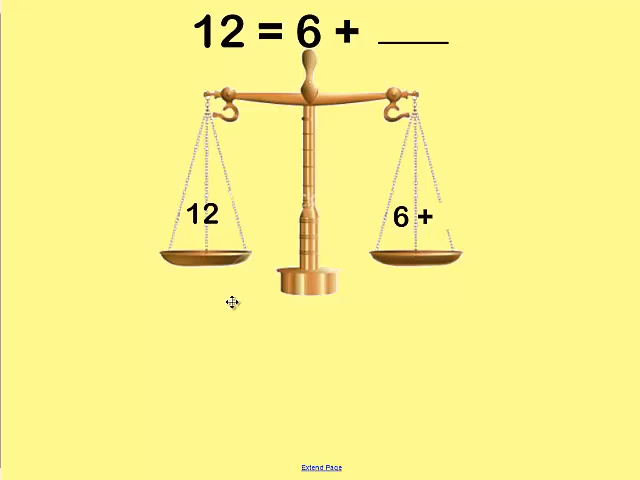 12 = 6 + ____
12
6 +
Extend Page